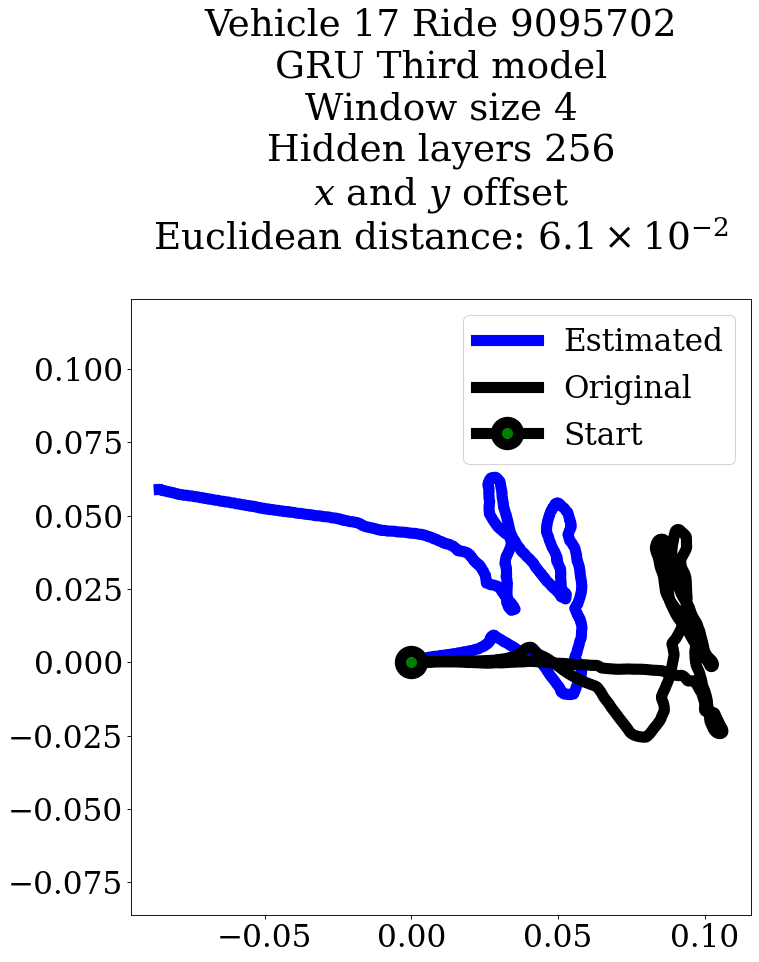 Vehicle 17 Ride 9095702
GRU Third model
Window size 4
Hidden layers 256
x and y offset
Euclidean distance: 6.1 × 10⁻²
Estimated
Original
Start
0.100
0.075
0.050
0.025
0.000
−0.025
−0.050
−0.075
−0.05 0.00 0.05 0.10